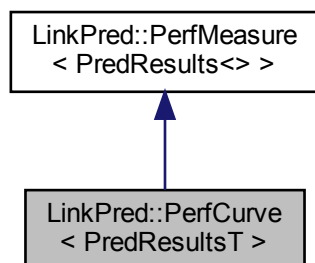 LinkPred::PerfMeasure
< PredResults<> >
LinkPred::PerfCurve
< PredResultsT >